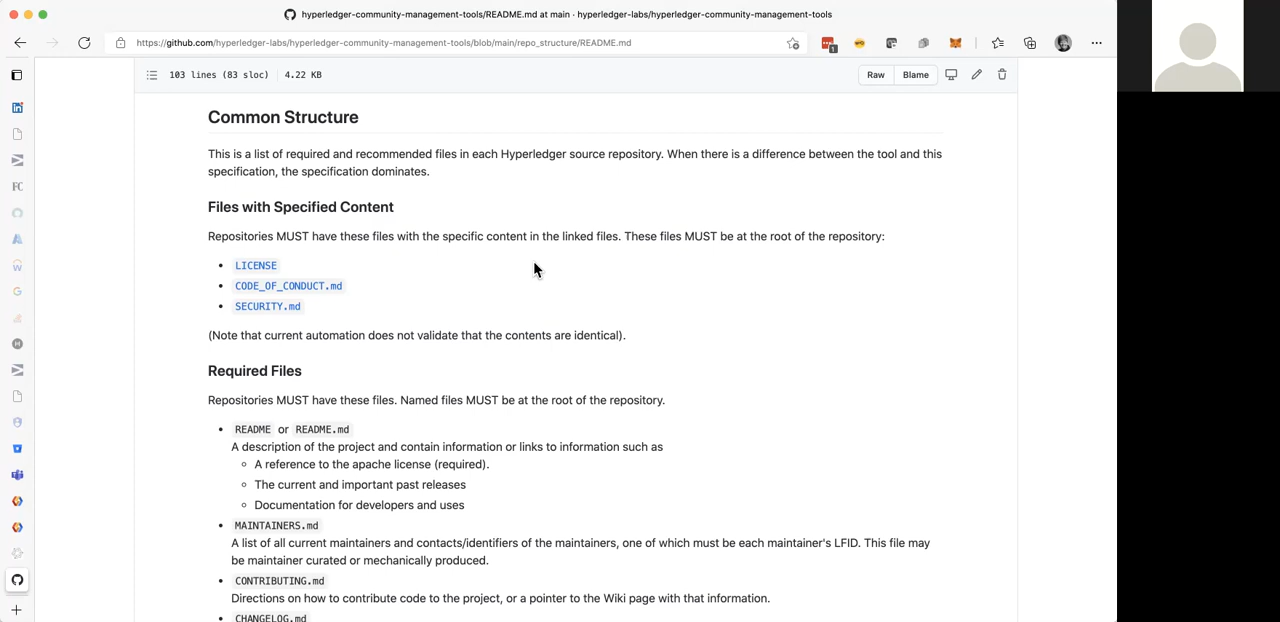 hyperledger-community-management-tools/README.md at main · hyperledger-labs/hyperledger-community-management-tools
https://github.com/hyperledger-labs/hyperledger-community-management-tools/blob/main/repo_structure/README.md
1
103 lines (83 sloc) 4.22 KB
Raw Blame
Common Structure
This is a list of required and recommended files in each Hyperledger source repository. When there is a difference between the tool and this
specification, the specification dominates.
Files with Specified Content
Repositories MUST have these files with the specific content in the linked files. These files MUST be at the root of the repository:
• LICENSE
• CODE_OF_CONDUCT.md
• SECURITY.md
(Note that current automation does not validate that the contents are identical).
Required Files
Repositories MUST have these files. Named files MUST be at the root of the repository.
• README or README.md
A description of the project and contain information or links to information such as
◦ A reference to the apache license (required).
◦ The current and important past releases
◦ Documentation for developers and uses
• MAINTAINERS.md
A list of all current maintainers and contacts/identifiers of the maintainers, one of which must be each maintainer's LFID. This file may
be maintainer curated or mechanically produced.
• CONTRIBUTING.md
Directions on how to contribute code to the project, or a pointer to the Wiki page with that information.
• CHANGELOG.md
FC
W
G
H